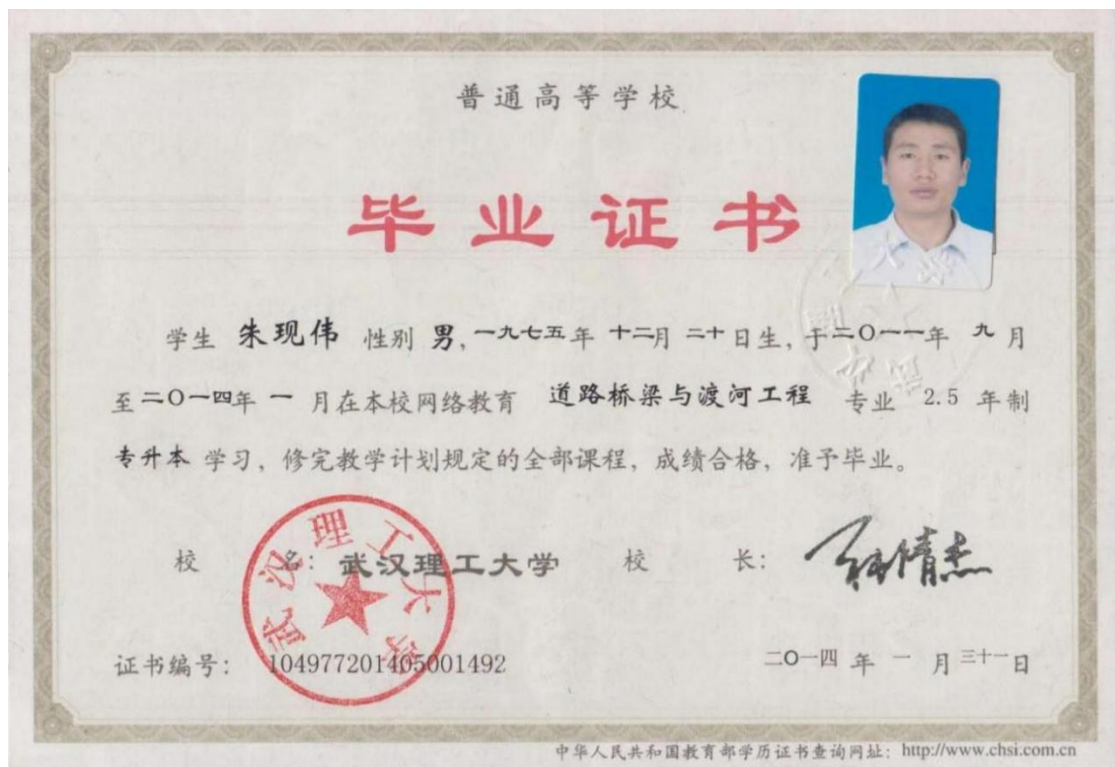 普通高等学校
毕业证书
学生 朱现伟 性别 男, 一九七五年 十二月 二十日生, 于二〇一一年 九月
至二〇一四年 一 月在本校网络教育 道路桥梁与渡河工程 专业 2.5 年制
专升本 学习, 修完教学计划规定的全部课程, 成绩合格, 准予毕业。
校 名: 武汉理工大学 校 长:
武汉理工大学
证书编号: 104977201405001492 二〇一四 年 一 月 三十一日
中华人民共和国教育部学历证书查询网址: http://www.chsi.com.cn